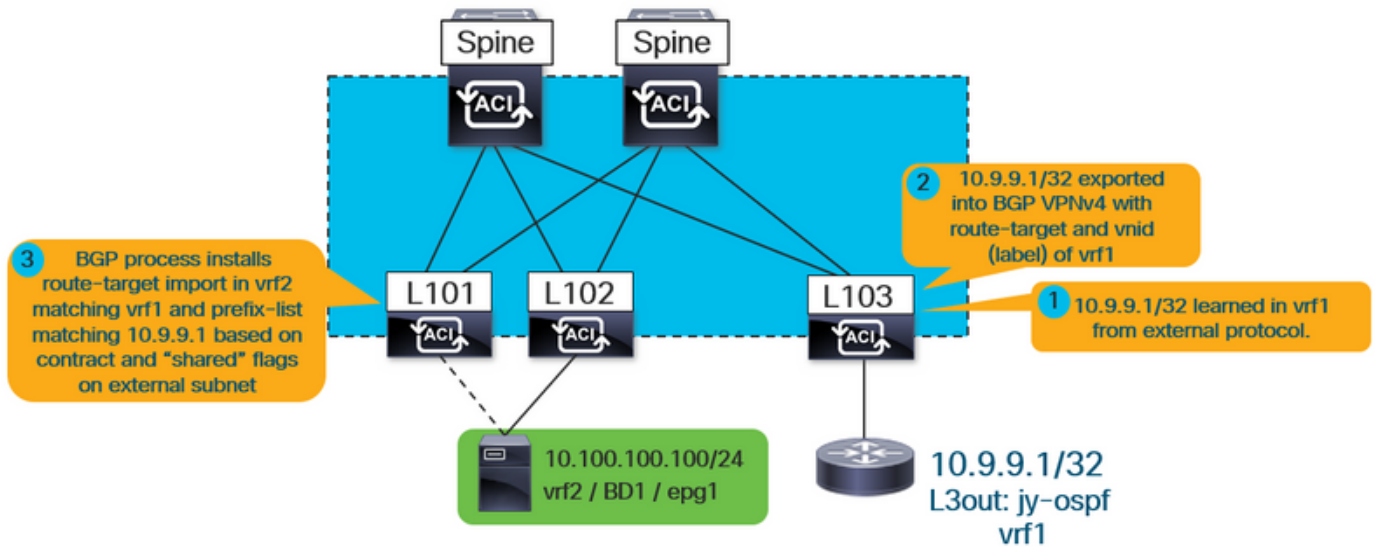 Spine
Spine
ACI
ACI
2
10.9.9.1/32 exported
into BGP VPNv4 with
route-target and vnid
(label) of vrf1
3
BGP process installs
route-target import in vrf2
matching vrf1 and prefix-list
matching 10.9.9.1 based on
contract and “shared” flags
on external subnet
L101
L102
L103
ACI
ACI
ACI
1
10.9.9.1/32 learned in vrf1
from external protocol.
10.100.100.100/24
vrf2 / BD1 / epg1
10.9.9.1/32
L3out: jy-ospf
vrf1